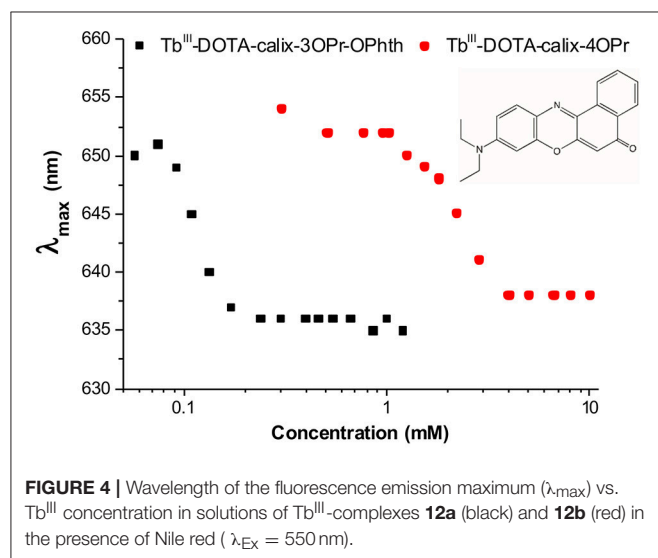 ■ Tb^III-DOTA-calix-3OPr-OPhth ● Tb^III-DOTA-calix-4OPr
660
655
650
645
640
635
630
λmax (nm)
N
N
O
O
0.1 1 10
Concentration (mM)
FIGURE 4 | Wavelength of the fluorescence emission maximum (λmax) vs.
Tb^III concentration in solutions of Tb^III-complexes 12a (black) and 12b (red) in
the presence of Nile red ( λEx = 550 nm).